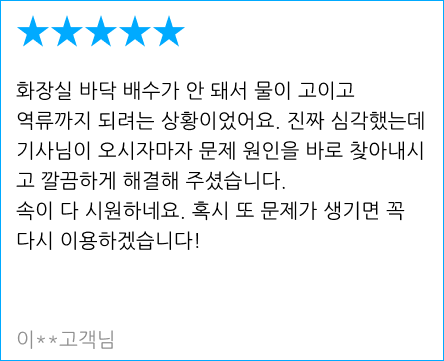 ★★★★★
화장실 바닥 배수가 안 돼서 물이 고이고
역류까지 되려는 상황이었어요. 진짜 심각했는데
기사님이 오시자마자 문제 원인을 바로 찾아내시
고 깔끔하게 해결해 주셨습니다.
속이 다 시원하네요. 혹시 또 문제가 생기면 꼭
다시 이용하겠습니다!
이**고객님